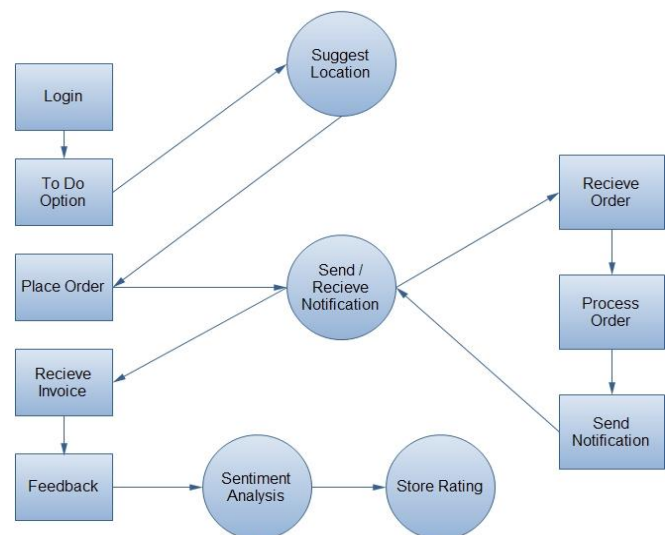 Suggest
Location
Login
To Do
Option
Recieve
Order
Place Order
Send /
Recieve
Notification
Process
Order
Recieve
Invoice
Send
Notification
Feedback
Sentiment
Analysis
Store Rating